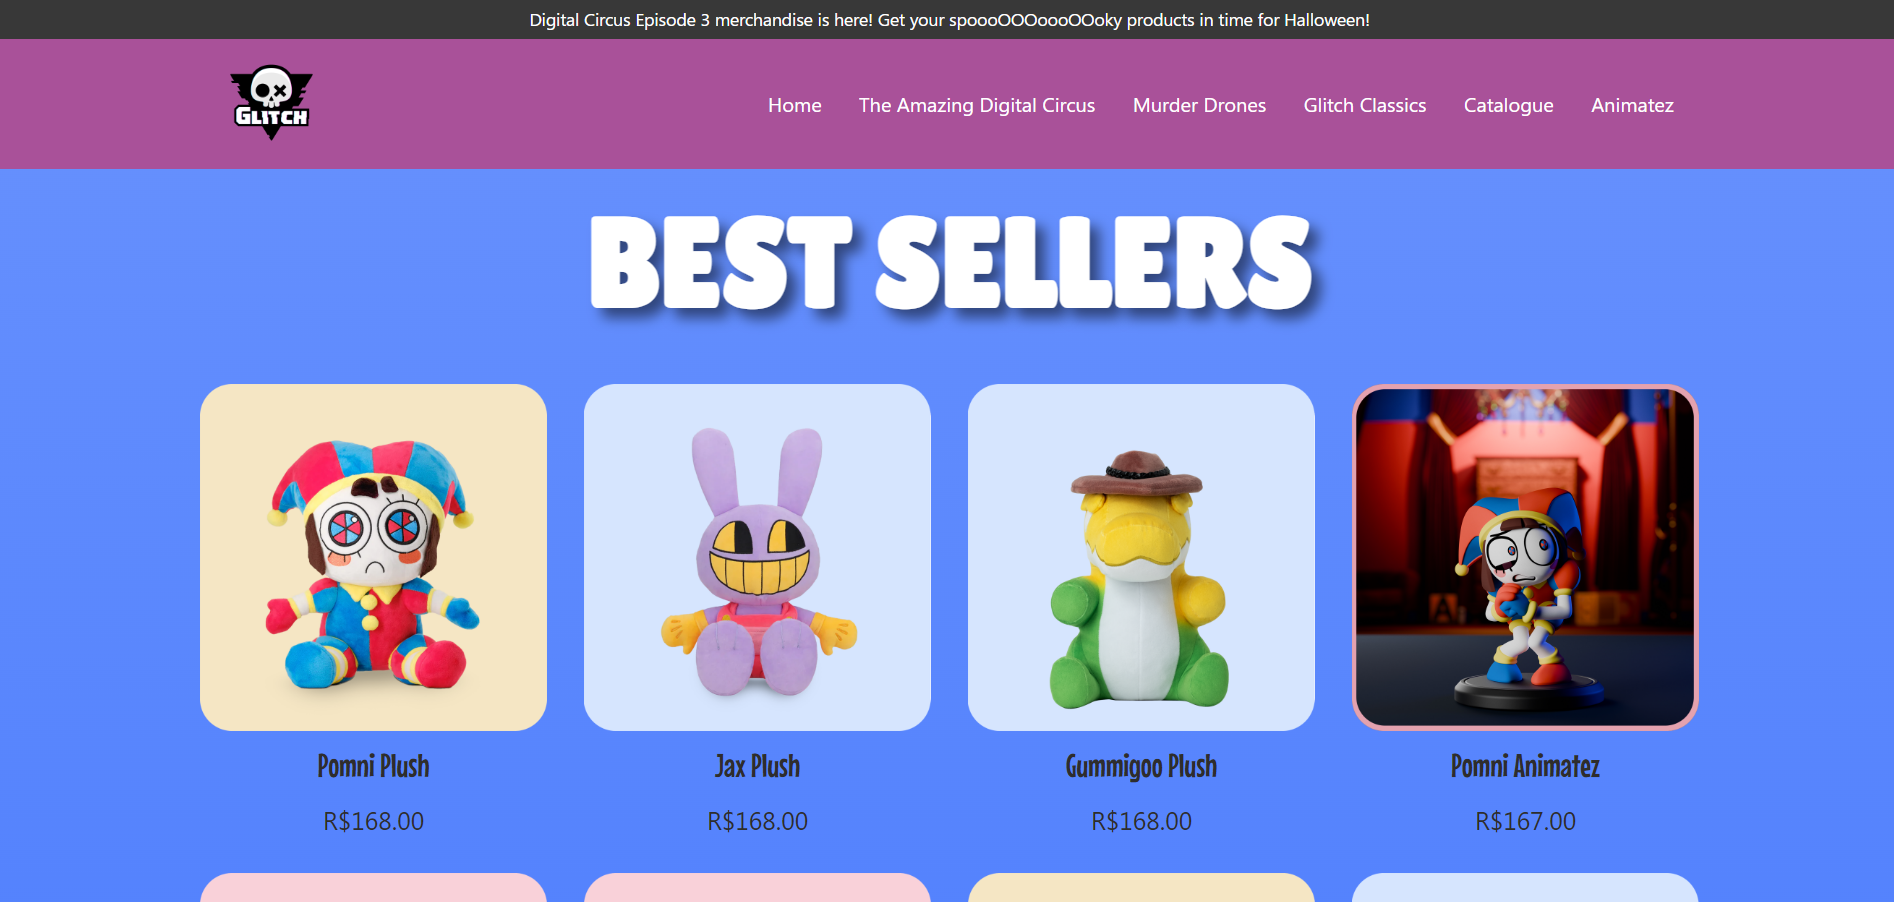 Digital Circus Episode 3 merchandise is here! Get your spoooOOOoooOOoky products in time for Halloween!
GLITCH
Home The Amazing Digital Circus Murder Drones Glitch Classics Catalogue Animatez
BEST SELLERS
Pomni Plush
R$168.00
Jax Plush
R$168.00
Gummigoo Plush
R$168.00
Pomni Animatez
R$167.00